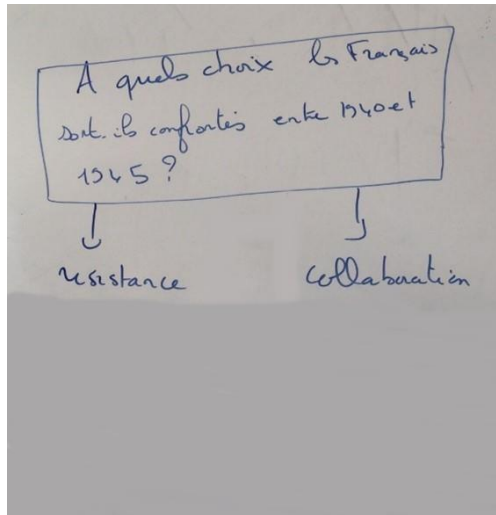 A quels choix les Français
sont-ils confrontés entre 1940 et
1945 ?
résistance
collaboration